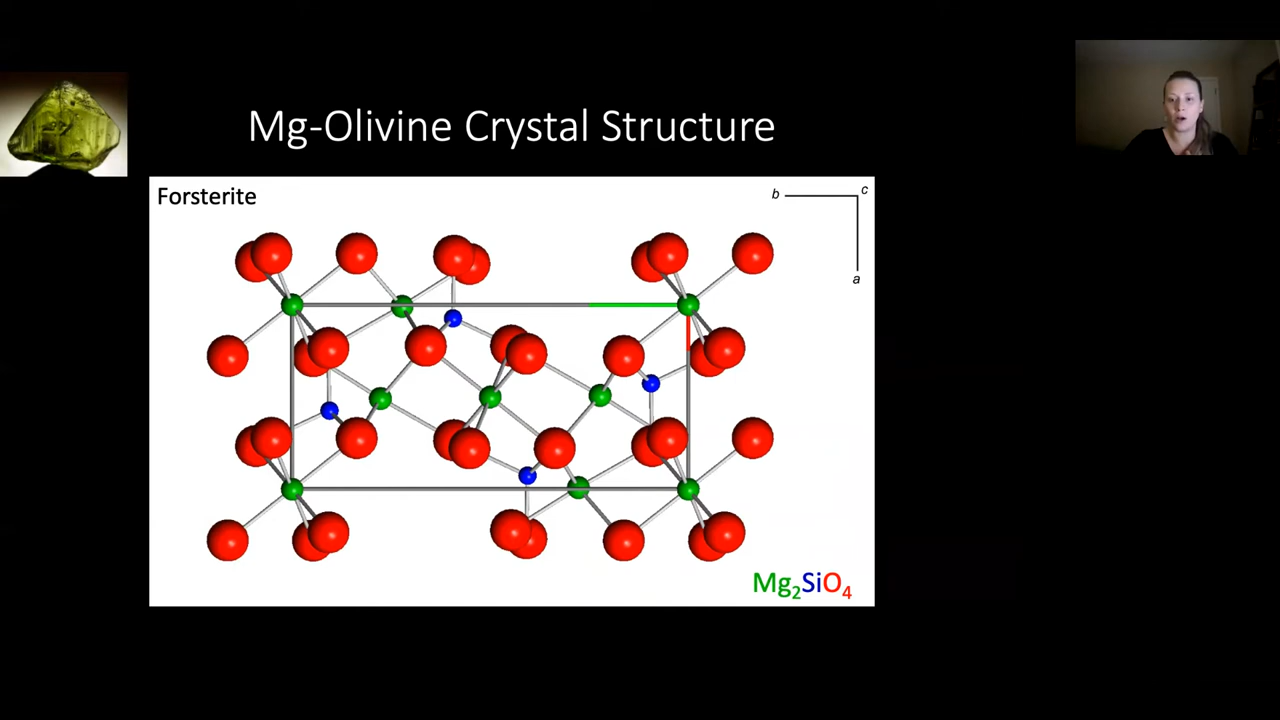 Mg-Olivine Crystal Structure
Forsterite
b
c
a
Mg₂SiO₄